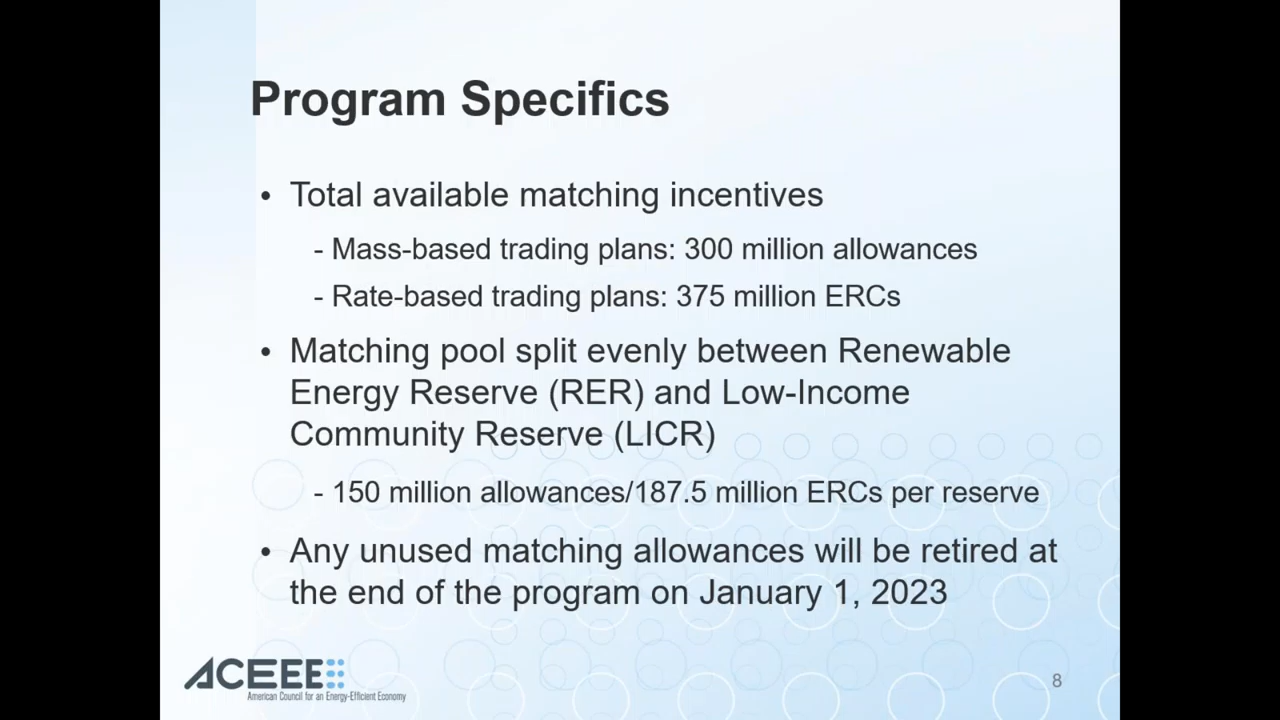 Program Specifics
• Total available matching incentives
- Mass-based trading plans: 300 million allowances
- Rate-based trading plans: 375 million ERCs
• Matching pool split evenly between Renewable
Energy Reserve (RER) and Low-Income
Community Reserve (LICR)
- 150 million allowances/187.5 million ERCs per reserve
• Any unused matching allowances will be retired at
the end of the program on January 1, 2023
ACEEE
American Council for an Energy-Efficient Economy
8